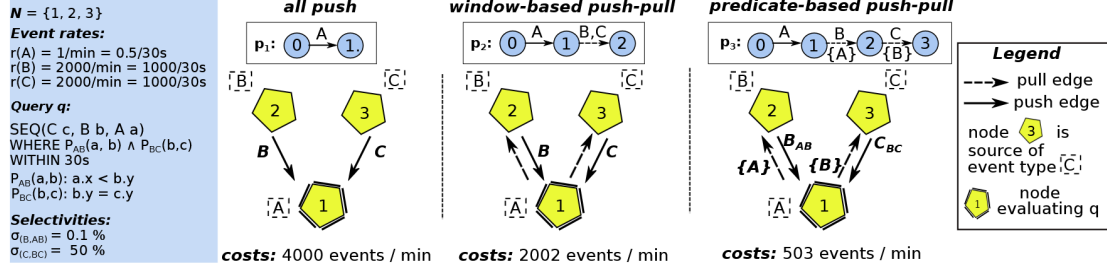 N = {1, 2, 3}
Event rates:
r(A) = 1/min = 0.5/30s
r(B) = 2000/min = 1000/30s
r(C) = 2000/min = 1000/30s
Query q:
SEQ(C c, B b, A a)
WHERE P_AB(a, b) ∧ P_BC(b,c)
WITHIN 30s
P_AB(a,b): a.x < b.y
P_BC(b,c): b.y = c.y
Selectivities:
σ_(B,AB) = 0.1 %
σ_(C,BC) = 50 %
all push
p₁: 0 A 1.
B
C
2
3
B
C
A
1
costs: 4000 events / min
window-based push-pull
p₂: 0 A 1 B,C 2
B
C
2
3
B
C
A
1
costs: 2002 events / min
predicate-based push-pull
p₃: 0 A 1 B {A} 2 C {B} 3
B
C
2
3
B_AB
C_BC
{A}
{B}
A
1
costs: 503 events / min
Legend
pull edge
push edge
node 3 is
source of
event type C
1 node
evaluating q